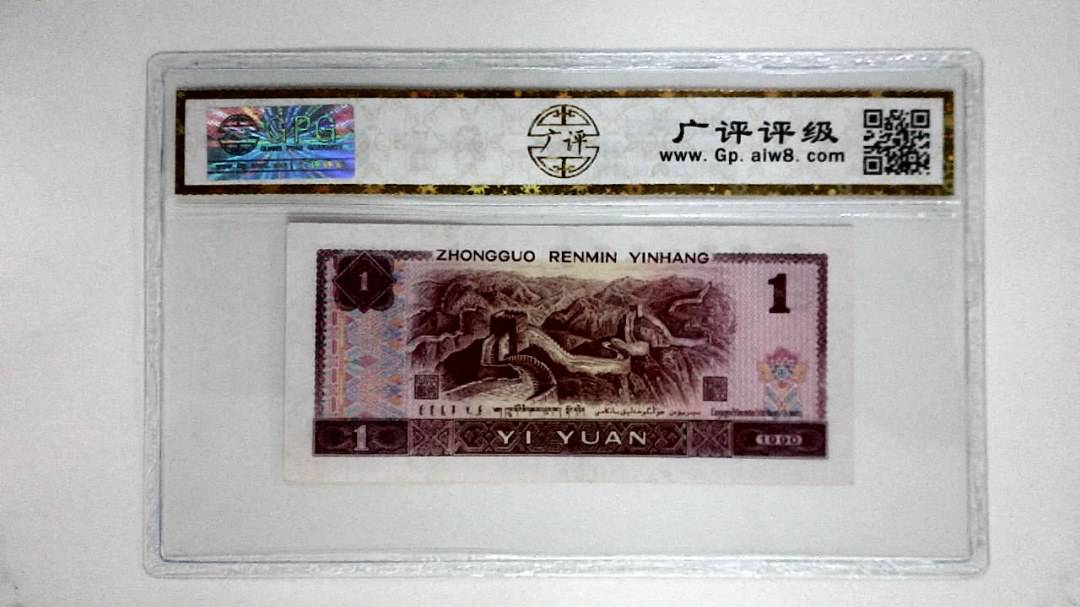 GPG
广评
广评评级
www. Gp. aiw8. com
ZHONGGUO RENMIN YINHANG
1
1
1
YI YUAN
1990